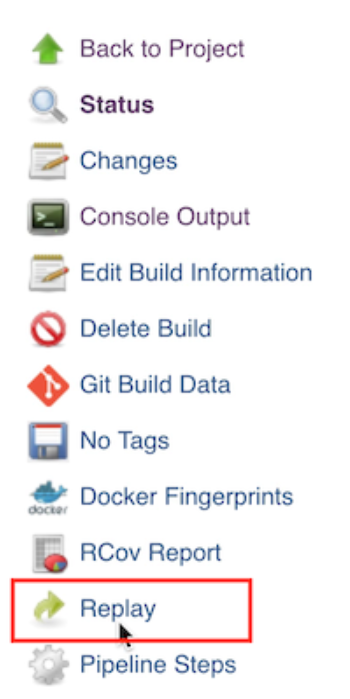 Back to Project
Status
Changes
Console Output
Edit Build Information
Delete Build
Git Build Data
No Tags
docker Docker Fingerprints
RCov Report
Replay
Pipeline Steps